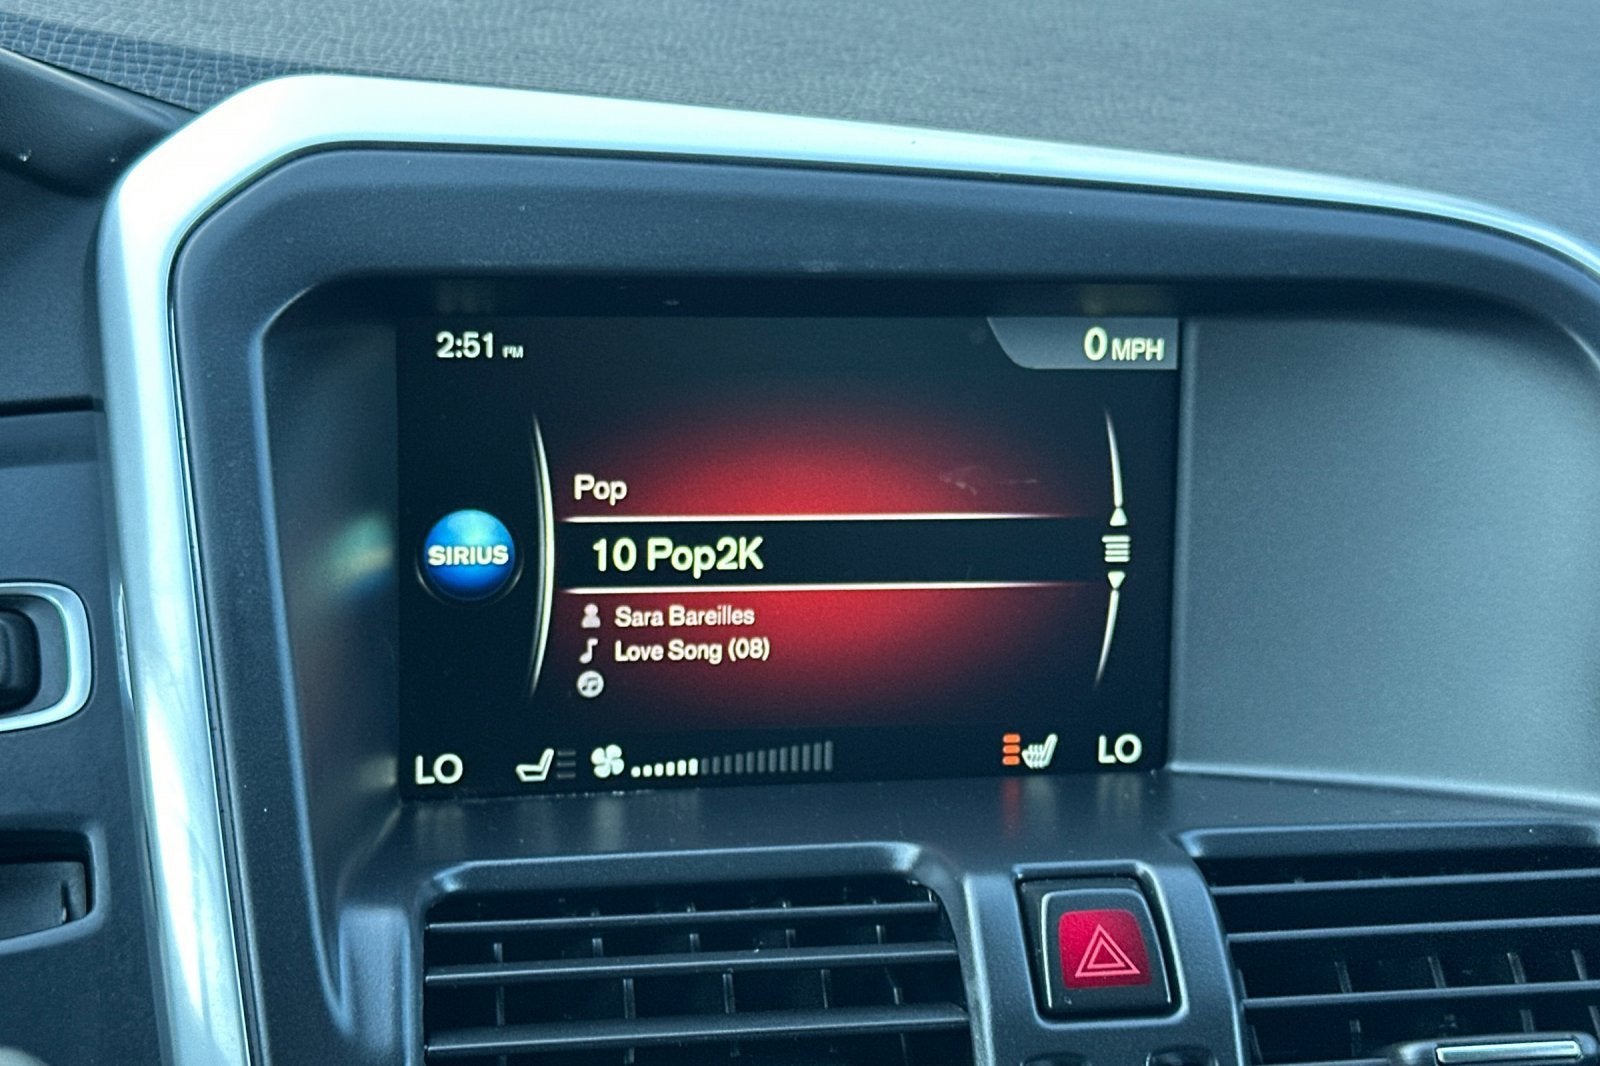 2:51 PM
0 MPH
Pop
SIRIUS
10 Pop2K
Sara Bareilles
Love Song (08)
LO
LO